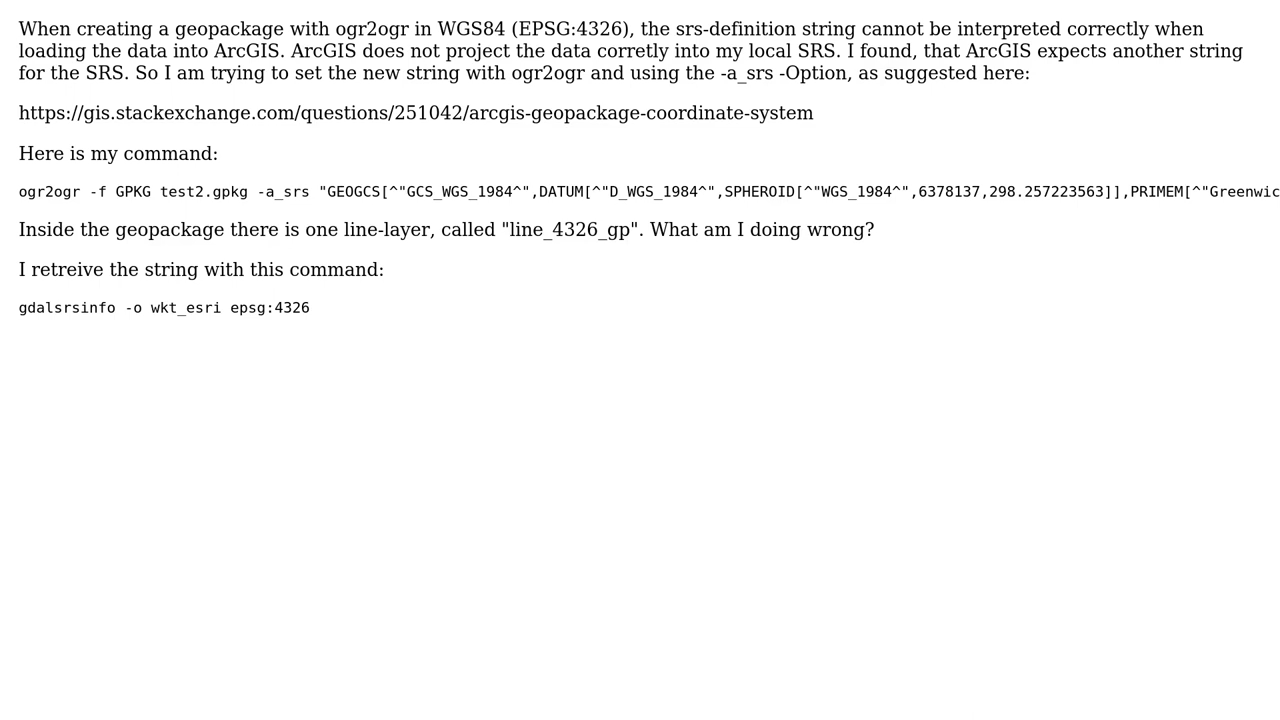 When creating a geopackage with ogr2ogr in WGS84 (EPSG:4326), the srs-definition string cannot be interpreted correctly when
loading the data into ArcGIS. ArcGIS does not project the data corretly into my local SRS. I found, that ArcGIS expects another string
for the SRS. So I am trying to set the new string with ogr2ogr and using the -a_srs -Option, as suggested here:
https://gis.stackexchange.com/questions/251042/arcgis-geopackage-coordinate-system
Here is my command:
ogr2ogr -f GPKG test2.gpkg -a_srs "GEOGCS[^"GCS_WGS_1984^",DATUM[^"D_WGS_1984^",SPHEROID[^"WGS_1984^",6378137,298.257223563]],PRIMEM[^"Greenwic
Inside the geopackage there is one line-layer, called "line_4326_gp". What am I doing wrong?
I retreive the string with this command:
gdalsrsinfo -o wkt_esri epsg:4326